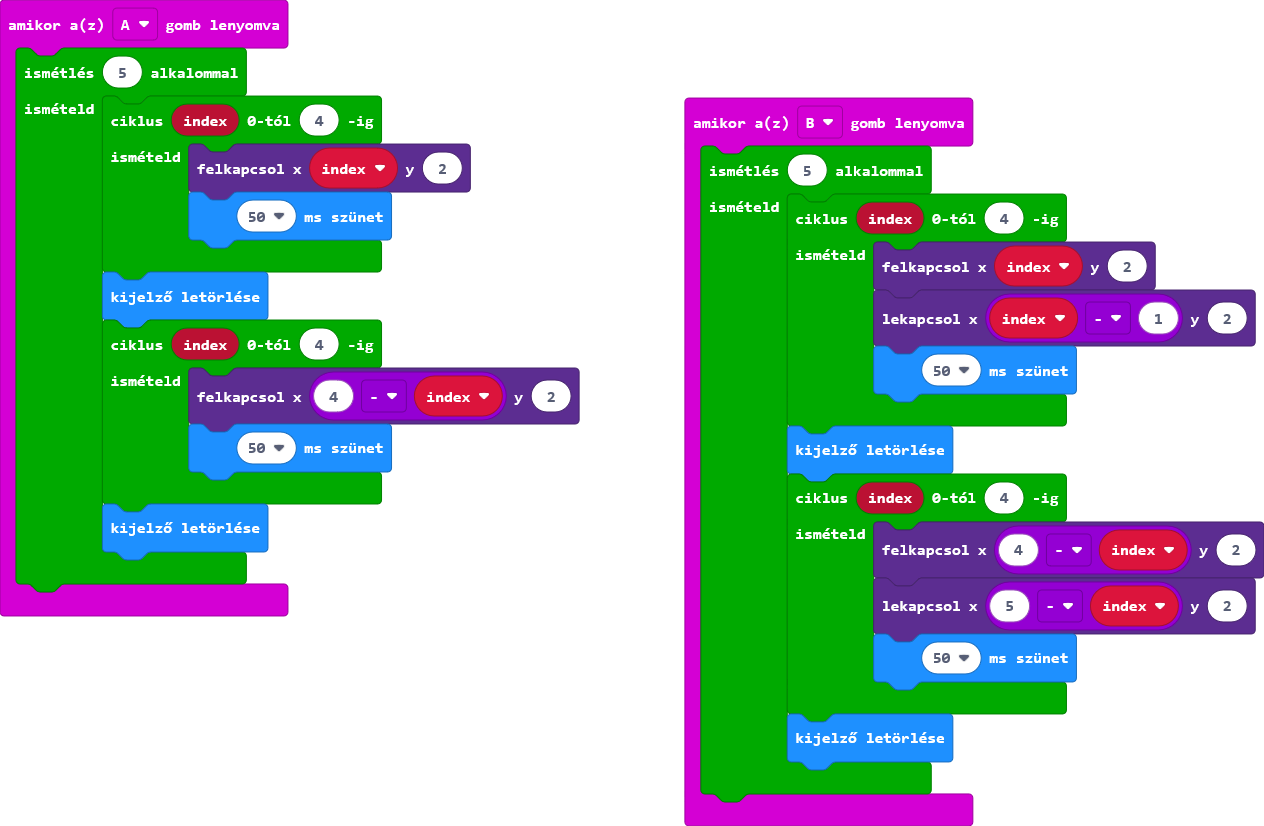 amikor a(z) A gomb lenyomva
ismétlés 5 alkalommal
ismételd
ciklus index 0-tól 4 -ig
ismételd
felkapcsol x index y 2
50 ms szünet
kijelző letörlése
ciklus index 0-tól 4 -ig
ismételd
felkapcsol x 4 - index y 2
50 ms szünet
kijelző letörlése
amikor a(z) B gomb lenyomva
ismétlés 5 alkalommal
ismételd
ciklus index 0-tól 4 -ig
ismételd
felkapcsol x index y 2
lekapcsol x index - 1 y 2
50 ms szünet
kijelző letörlése
ciklus index 0-tól 4 -ig
ismételd
felkapcsol x 4 - index y 2
lekapcsol x 5 - index y 2
50 ms szünet
kijelző letörlése